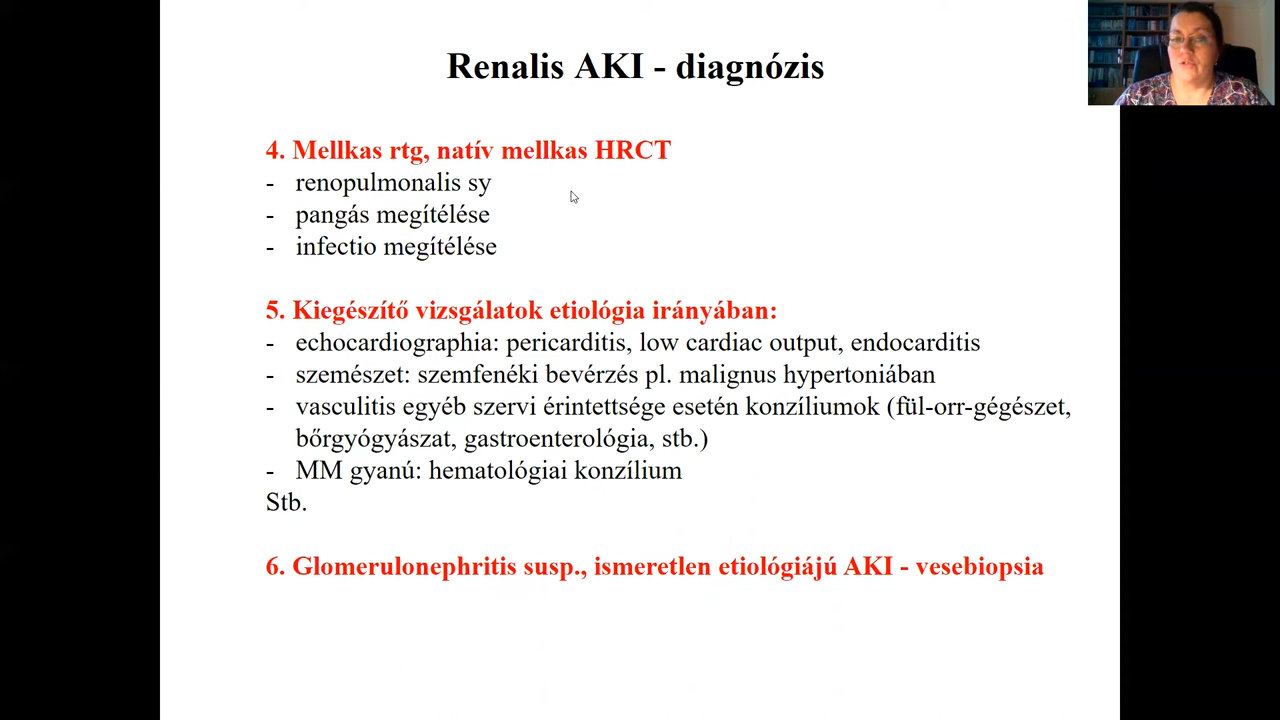 Renalis AKI - diagnózis
4. Mellkas rtg, natív mellkas HRCT
- renopulmonalis sy
- pangás megítélése
- infectio megítélése
5. Kiegészítő vizsgálatok etiológia irányában:
- echocardiographia: pericarditis, low cardiac output, endocarditis
- szemészet: szemfenéki bevérzés pl. malignus hypertoniában
- vasculitis egyéb szervi érintettsége esetén konzíliumok (fül-orr-gégészet,
bőrgyógyászat, gastroenterológia, stb.)
- MM gyanú: hematológiai konzílium
Stb.
6. Glomerulonephritis susp., ismeretlen etiológiájú AKI - vesebiopsia